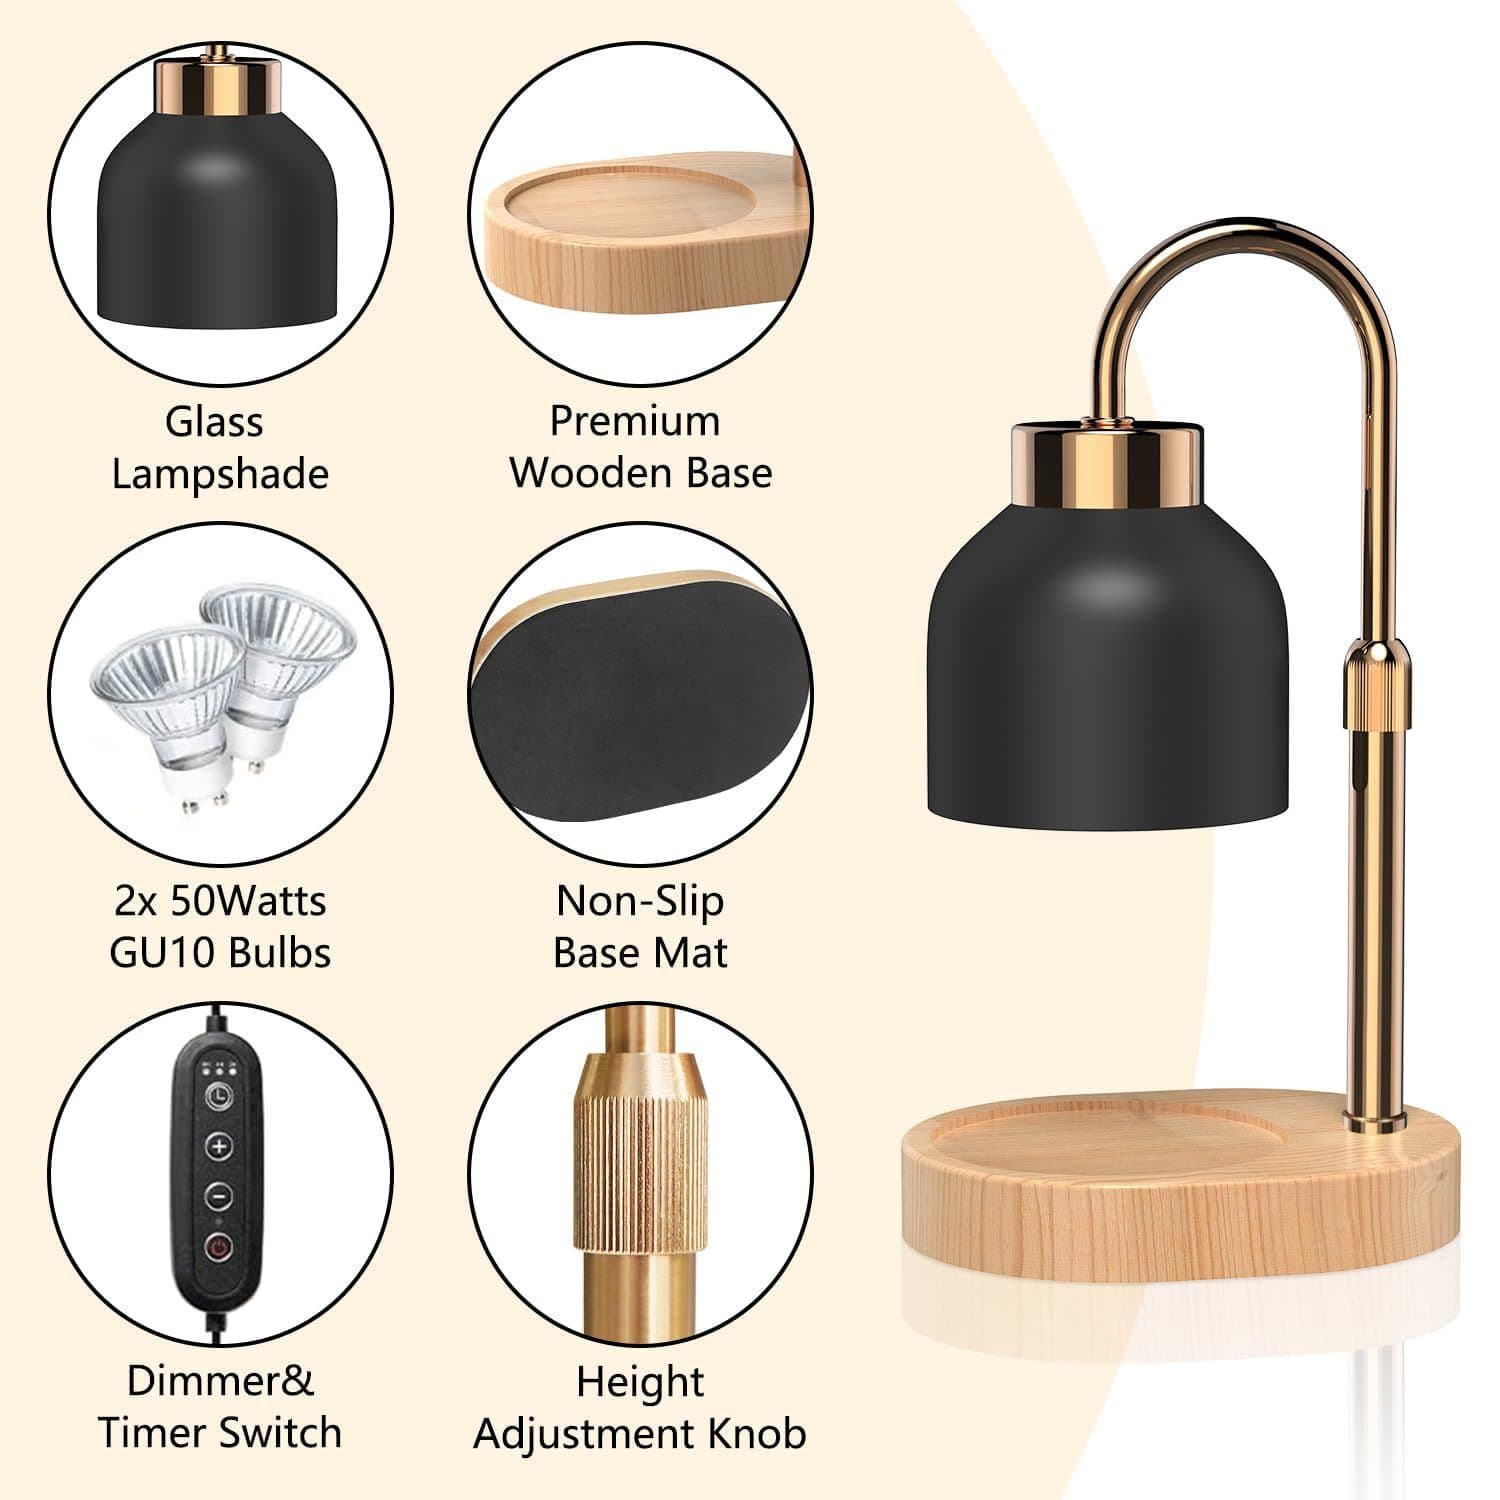 Glass
Lampshade
Premium
Wooden Base
2x 50Watts
GU10 Bulbs
Non-Slip
Base Mat
Dimmer&
Timer Switch
Height
Adjustment Knob